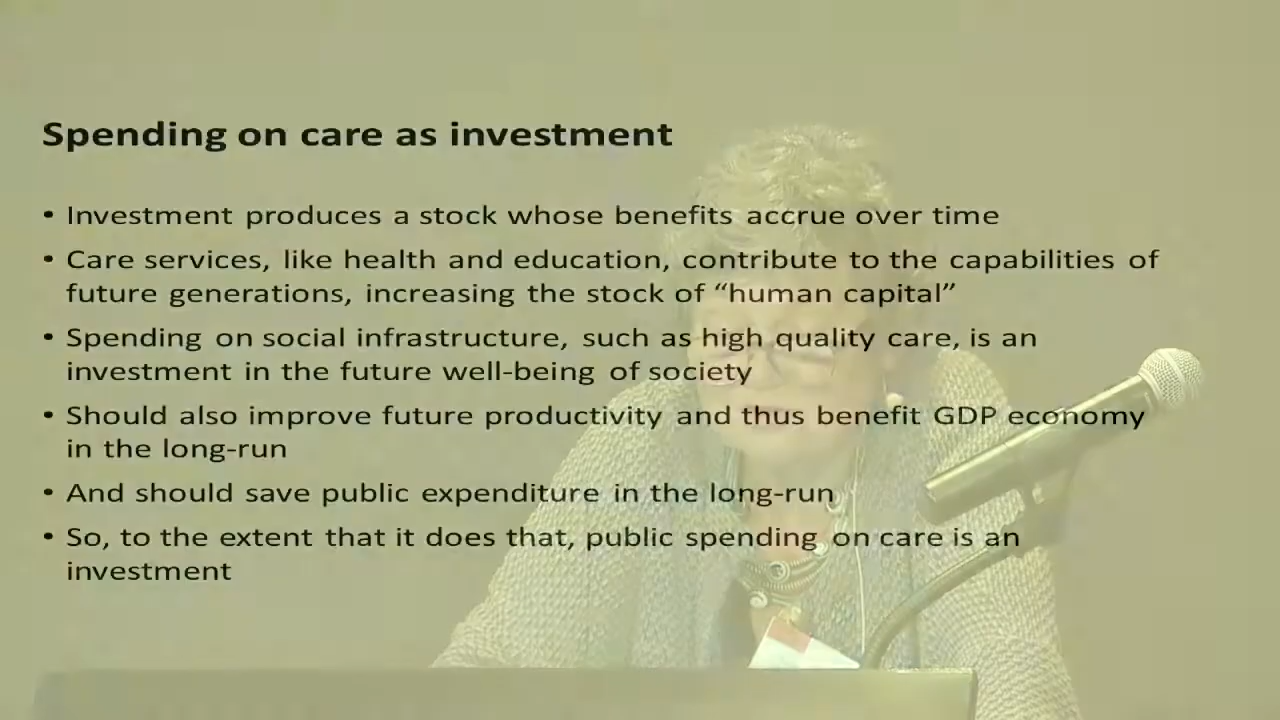 Spending on care as investment
• Investment produces a stock whose benefits accrue over time
• Care services, like health and education, contribute to the capabilities of
future generations, increasing the stock of “human capital”
• Spending on social infrastructure, such as high quality care, is an
investment in the future well-being of society
• Should also improve future productivity and thus benefit GDP economy
in the long-run
• And should save public expenditure in the long-run
• So, to the extent that it does that, public spending on care is an
investment